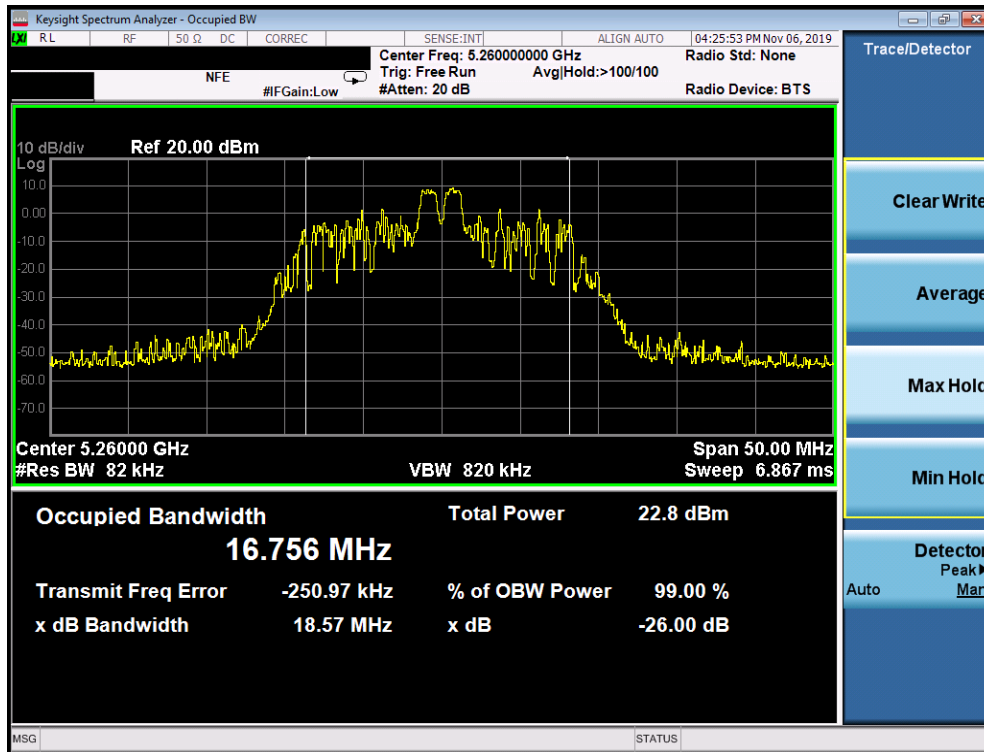 Keysight Spectrum Analyzer - Occupied BW
LXI RL RF 50 Ω DC CORREC SENSE:INT ALIGN AUTO 04:25:53 PM Nov 06, 2019
Center Freq: 5.260000000 GHz Radio Std: None
NFE Trig: Free Run Avg|Hold:>100/100
#IFGain:Low #Atten: 20 dB Radio Device: BTS
10 dB/div Ref 20.00 dBm
Log
10.0
0.00
-10.0
-20.0
-30.0
-40.0
-50.0
-60.0
-70.0
Center 5.26000 GHz Span 50.00 MHz
#Res BW 82 kHz VBW 820 kHz Sweep 6.867 ms
Occupied Bandwidth Total Power 22.8 dBm
16.756 MHz
Transmit Freq Error -250.97 kHz % of OBW Power 99.00 %
x dB Bandwidth 18.57 MHz x dB -26.00 dB
MSG STATUS
Trace/Detector
Clear Write
Average
Max Hold
Min Hold
Detector
Peak
Auto Man